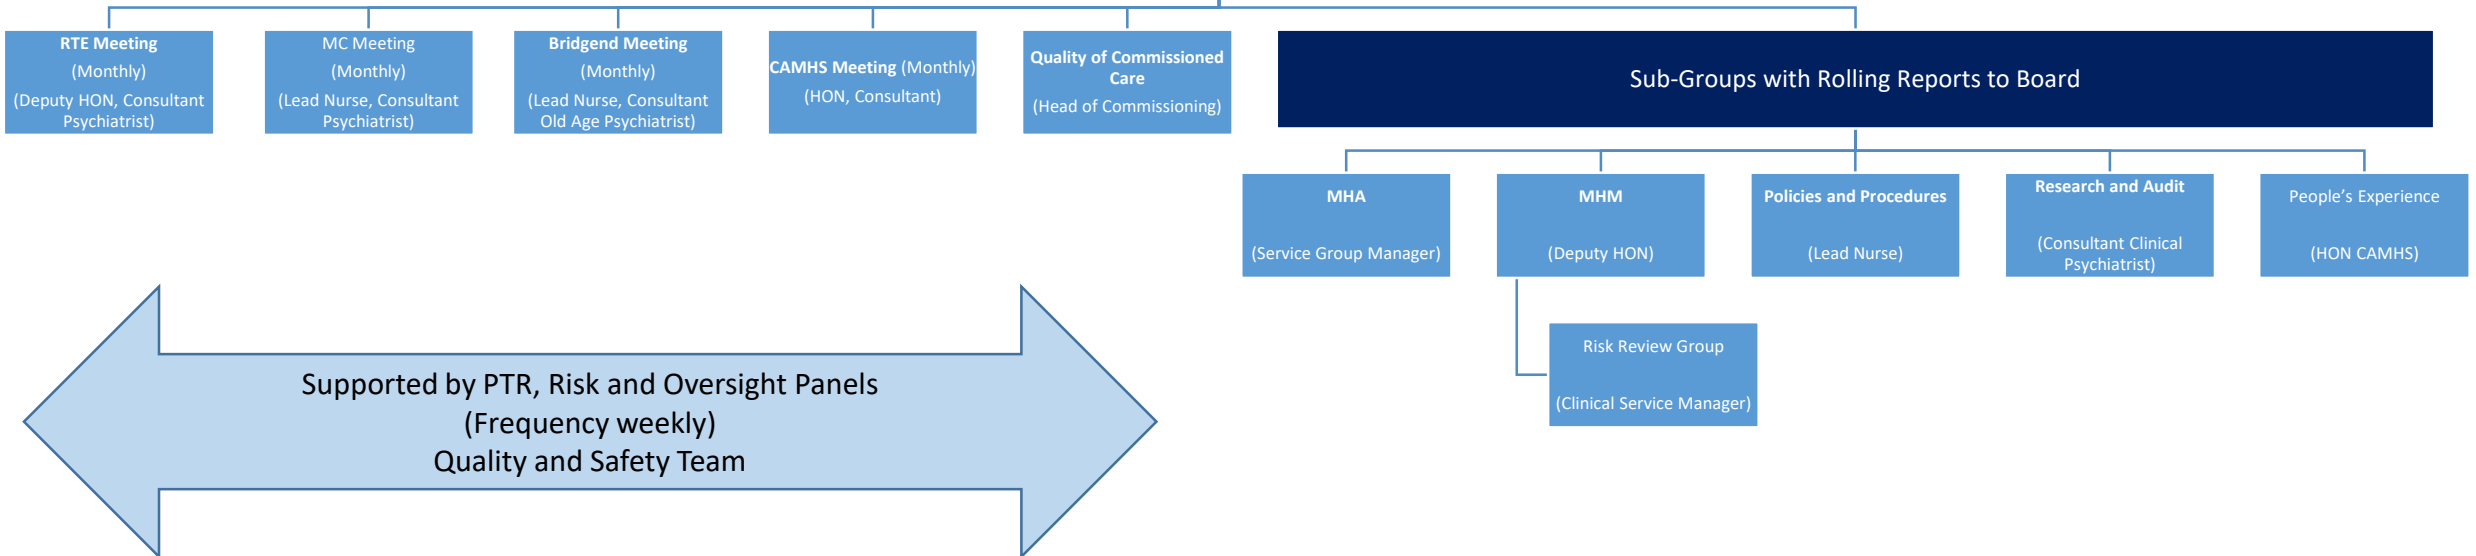 RTE Meeting
(Monthly)
(Deputy HON, Consultant
Psychiatrist)
MC Meeting
(Monthly)
(Lead Nurse, Consultant
Psychiatrist)
Bridgend Meeting
(Monthly)
(Lead Nurse, Consultant
Old Age Psychiatrist)
CAMHS Meeting (Monthly)
(HON, Consultant)
Quality of Commissioned
Care
(Head of Commissioning)
Sub-Groups with Rolling Reports to Board
MHA
(Service Group Manager)
MHM
(Deputy HON)
Policies and Procedures
(Lead Nurse)
Research and Audit
(Consultant Clinical
Psychiatrist)
People’s Experience
(HON CAMHS)
Risk Review Group
(Clinical Service Manager)
Supported by PTR, Risk and Oversight Panels
(Frequency weekly)
Quality and Safety Team